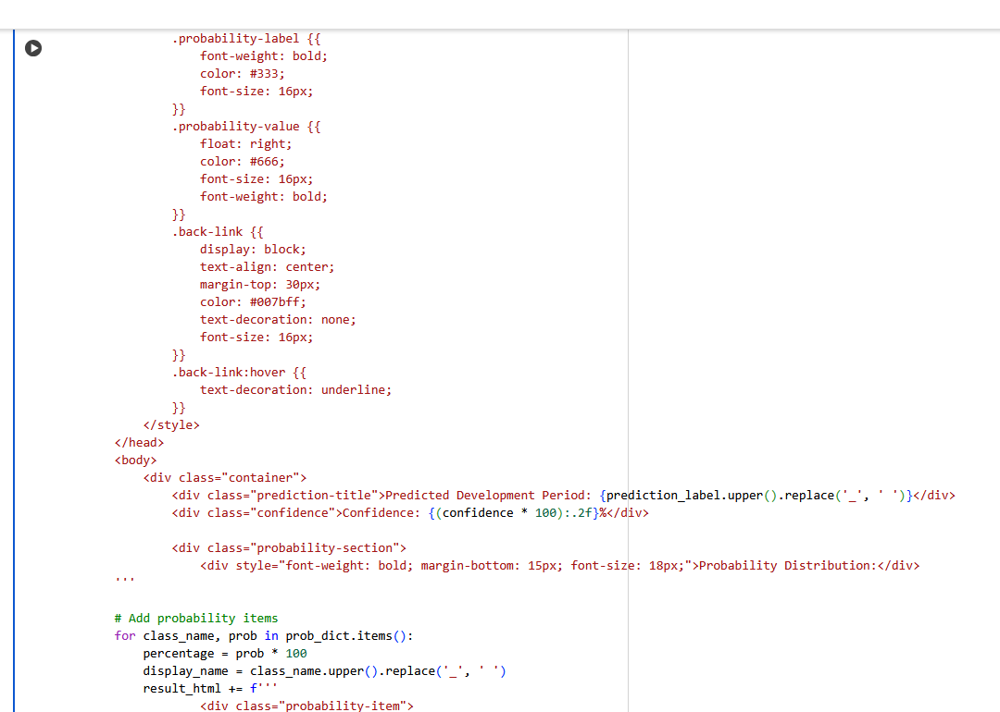 .probability-label {{
font-weight: bold;
color: #333;
font-size: 16px;
}}
.probability-value {{
float: right;
color: #666;
font-size: 16px;
font-weight: bold;
}}
.back-link {{
display: block;
text-align: center;
margin-top: 30px;
color: #007bff;
text-decoration: none;
font-size: 16px;
}}
.back-link:hover {{
text-decoration: underline;
}}
</style>
</head>
<body>
<div class="container">
<div class="prediction-title">Predicted Development Period: {prediction_label.upper().replace('_', ' ')}</div>
<div class="confidence">Confidence: {(confidence * 100):.2f}%</div>
<div class="probability-section">
<div style="font-weight: bold; margin-bottom: 15px; font-size: 18px;">Probability Distribution:</div>
'''
# Add probability items
for class_name, prob in prob_dict.items():
percentage = prob * 100
display_name = class_name.upper().replace('_', ' ')
result_html += f'''
<div class="probability-item">